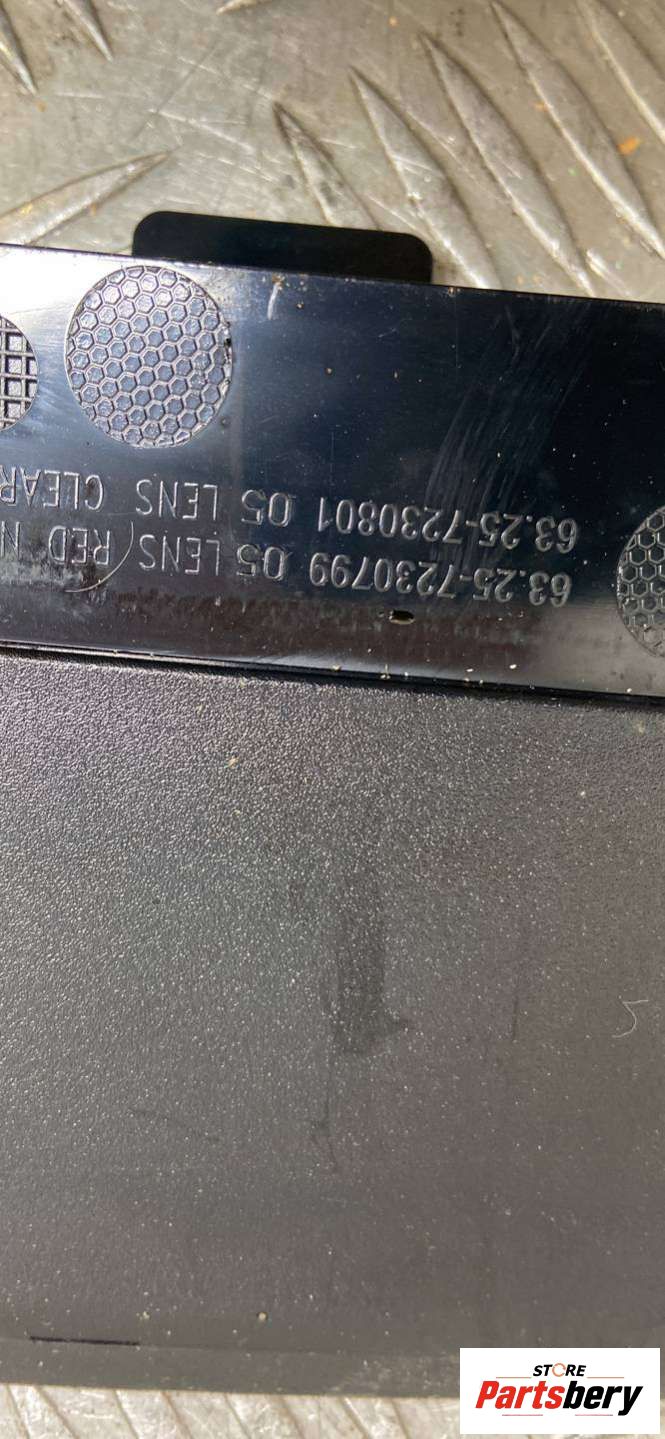 63.25-7230799 05 LENS RED
63.25-7230801 05 LENS CLEAR
STORE
Partsbery